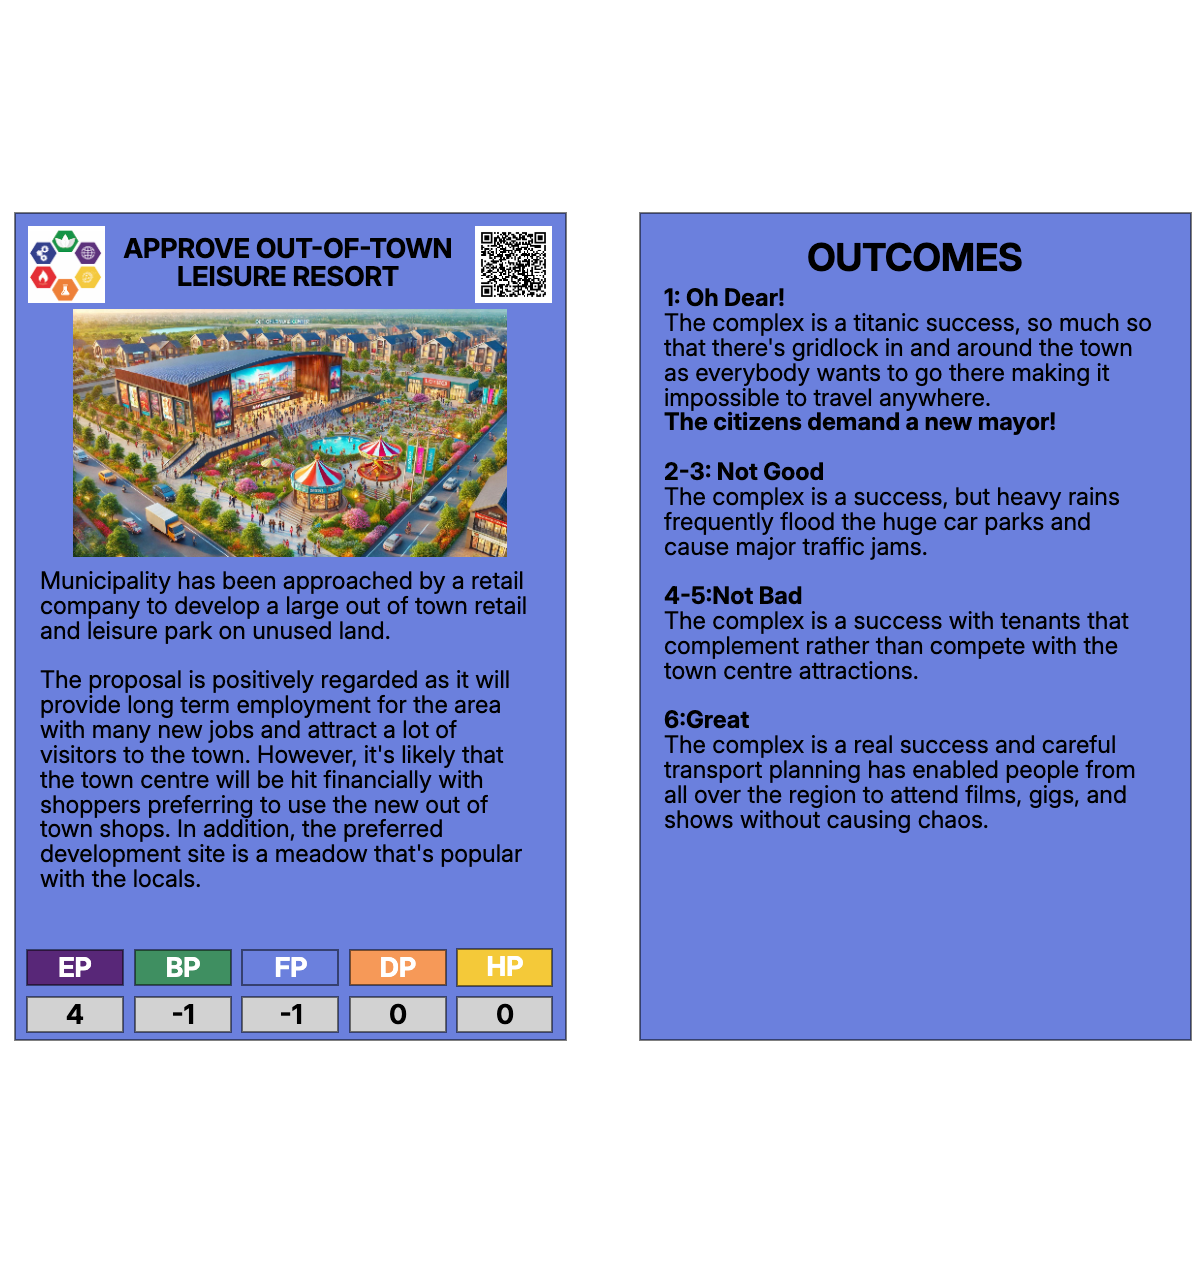 APPROVE OUT-OF-TOWN
LEISURE RESORT
Municipality has been approached by a retail
company to develop a large out of town retail
and leisure park on unused land.
The proposal is positively regarded as it will
provide long term employment for the area
with many new jobs and attract a lot of
visitors to the town. However, it's likely that
the town centre will be hit financially with
shoppers preferring to use the new out of
town shops. In addition, the preferred
development site is a meadow that's popular
with the locals.
EP BP FP DP HP
4 -1 -1 0 0
OUTCOMES
1: Oh Dear!
The complex is a titanic success, so much so
that there's gridlock in and around the town
as everybody wants to go there making it
impossible to travel anywhere.
The citizens demand a new mayor!
2-3: Not Good
The complex is a success, but heavy rains
frequently flood the huge car parks and
cause major traffic jams.
4-5:Not Bad
The complex is a success with tenants that
complement rather than compete with the
town centre attractions.
6:Great
The complex is a real success and careful
transport planning has enabled people from
all over the region to attend films, gigs, and
shows without causing chaos.